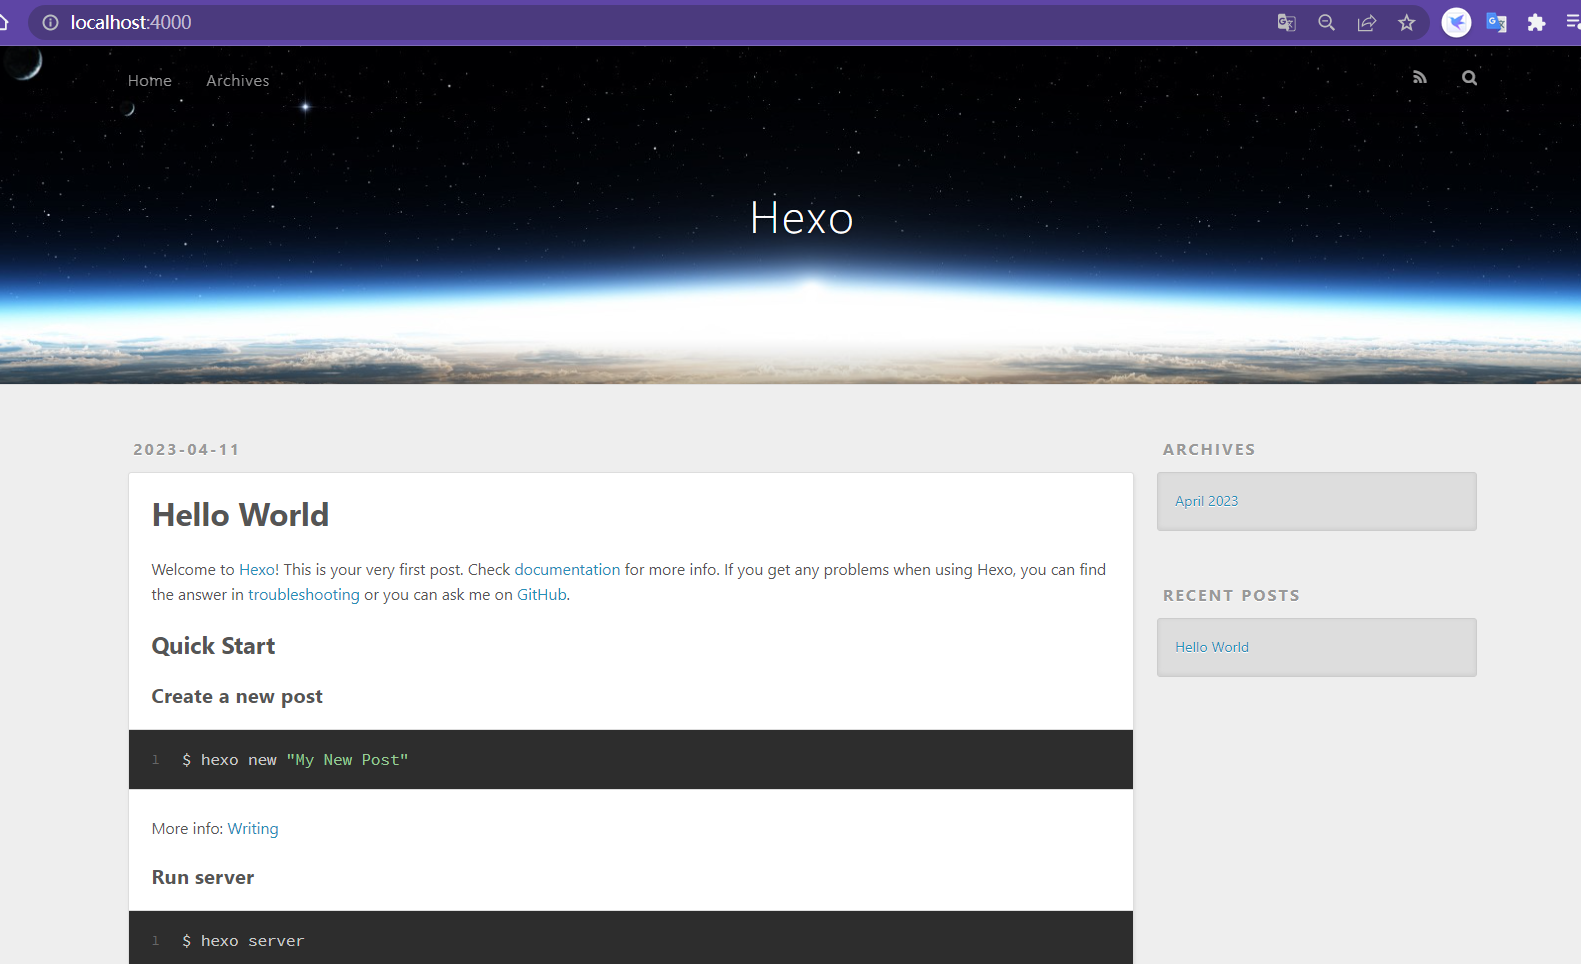 localhost:4000
Home Archives
Hexo
2023-04-11
Hello World
Welcome to Hexo! This is your very first post. Check documentation for more info. If you get any problems when using Hexo, you can find
the answer in troubleshooting or you can ask me on GitHub.
Quick Start
Create a new post
1 $ hexo new "My New Post"
More info: Writing
Run server
1 $ hexo server
ARCHIVES
April 2023
RECENT POSTS
Hello World